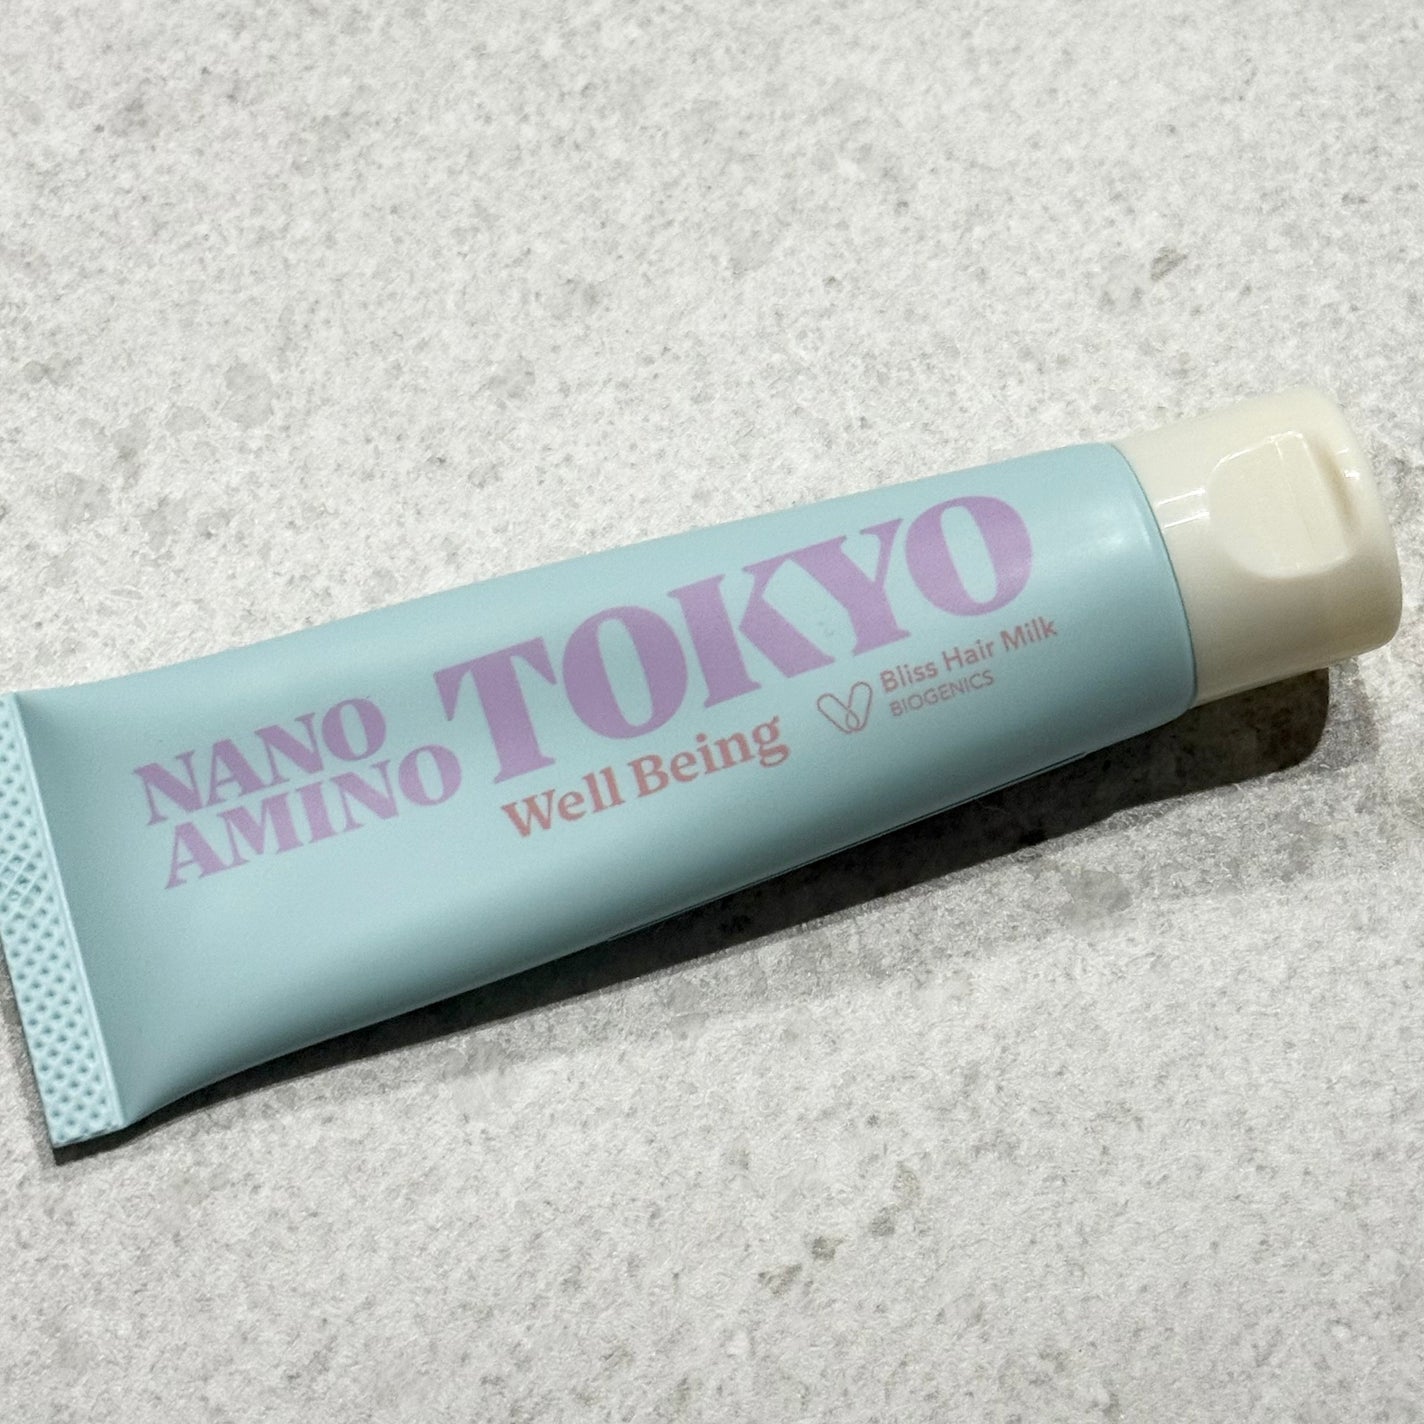 NANO
AMINO TOKYO
Well Being
Bliss Hair Milk
BIOGENICS